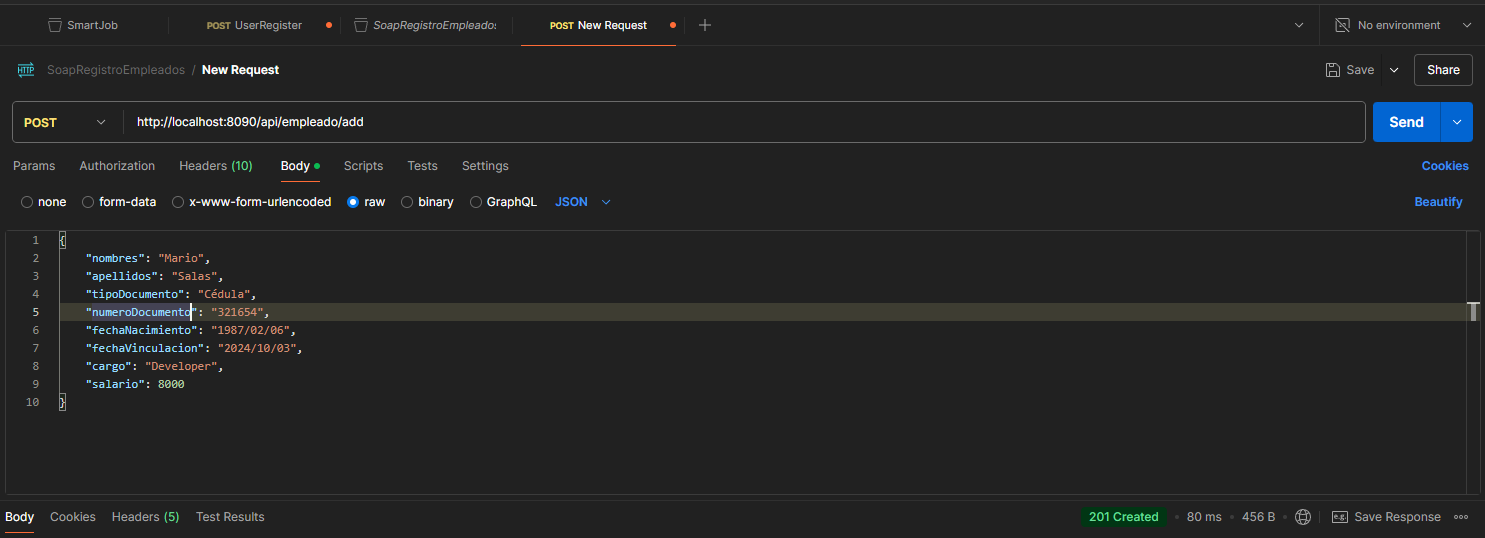 SmartJob POST UserRegister SoapRegistroEmpleados POST New Request No environment
HTTP SoapRegistroEmpleados / New Request Save Share
POST http://localhost:8090/api/empleado/add Send
Params Authorization Headers (10) Body Scripts Tests Settings Cookies
none form-data x-www-form-urlencoded raw binary GraphQL JSON Beautify
1 {
2 "nombres": "Mario",
3 "apellidos": "Salas",
4 "tipoDocumento": "Cédula",
5 "numeroDocumento": "321654",
6 "fechaNacimiento": "1987/02/06",
7 "fechaVinculacion": "2024/10/03",
8 "cargo": "Developer",
9 "salario": 8000
10 }
Body Cookies Headers (5) Test Results 201 Created 80 ms 456 B e.g. Save Response